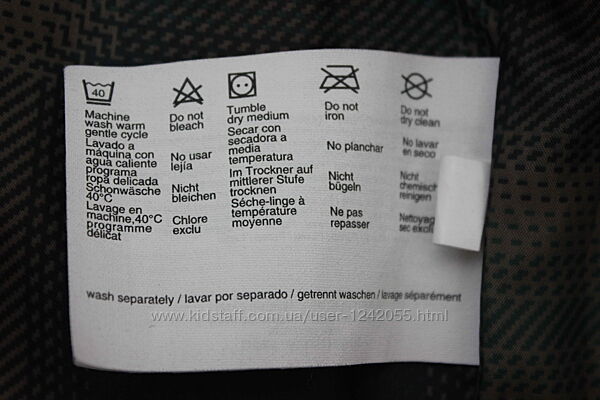 40
Machine
wash warm
gentle cycle
Lavado a
máquina con
agua caliente
programa
ropa delicada
Schonwäsche
40°C
Lavage en
machine,40°C
programme
délicat
Do not
bleach
No usar
lejía
Nicht
bleichen
Chlore
exclu
Tumble
dry medium
Secar con
secadora a
media
temperatura
Im Trockner auf
mittlerer Stufe
trocknen
Séche-linge à
température
moyenne
Do not
iron
No planchar
Nicht
bügeln
Ne pas
repasser
Do not
dry clean
No lavar
en seco
Nicht
chemisch
reinigen
Nettoyag
sec
wash separately / lavar por separado / getrennt waschen / lavage séparément
www.kidstaff.com.ua/user-1242055.html